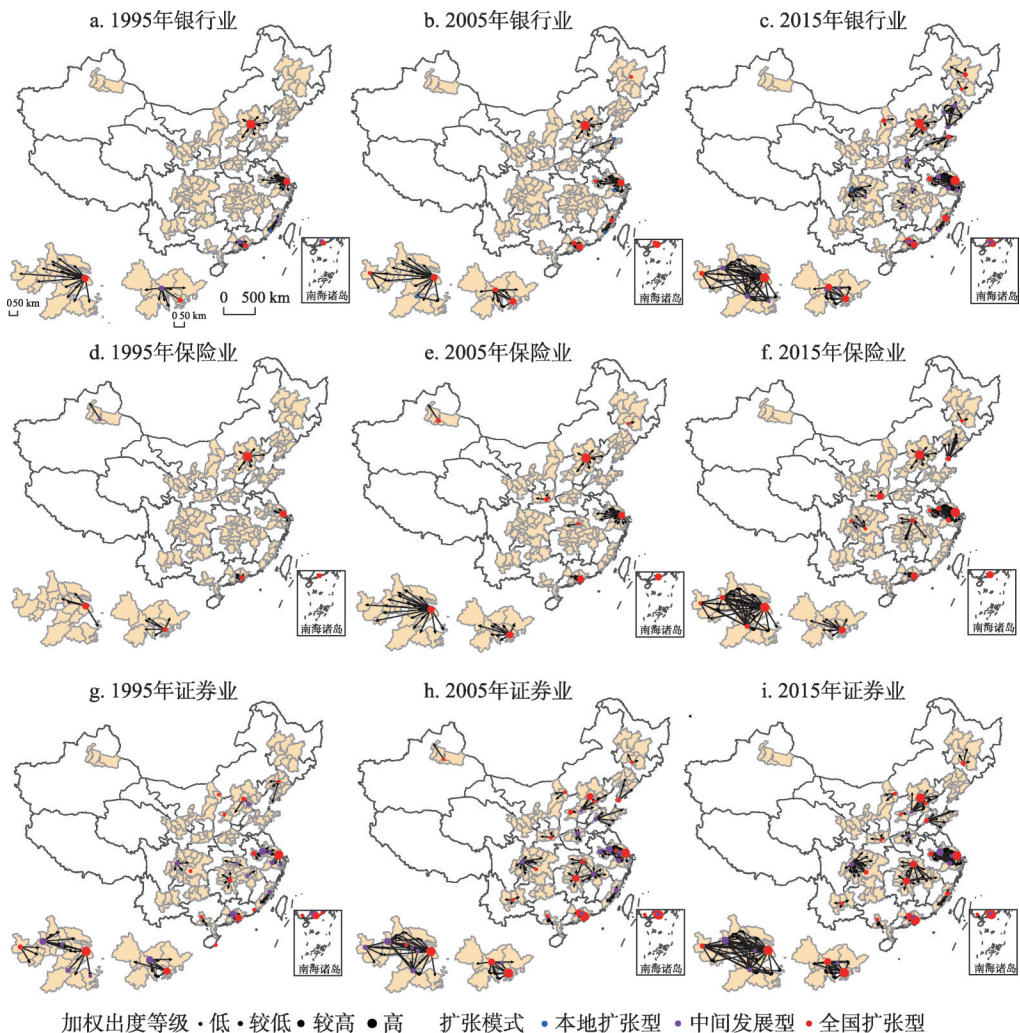 a. 1995年银行业
b. 2005年银行业
c. 2015年银行业
0 50 km
0 50 km
0 500 km
南海诸岛
南海诸岛
南海诸岛
d. 1995年保险业
e. 2005年保险业
f. 2015年保险业
南海诸岛
南海诸岛
南海诸岛
g. 1995年证券业
h. 2005年证券业
i. 2015年证券业
南海诸岛
南海诸岛
南海诸岛
加权出度等级 低 较低 较高 高 扩张模式 本地扩张型 中间发展型 全国扩张型